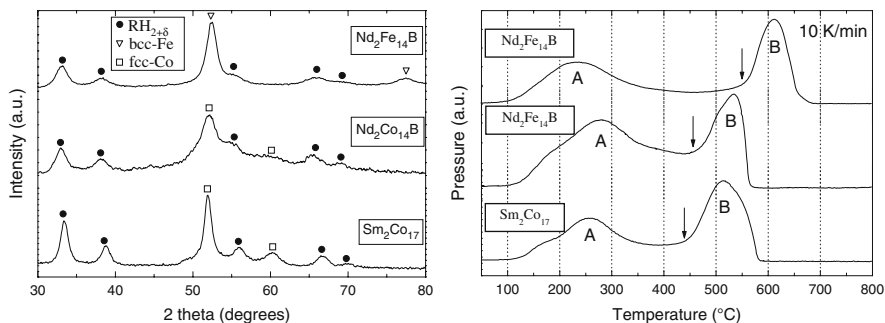 RH2+δ
bcc-Fe
fcc-Co
Nd2Fe14B
Nd2Co14B
Sm2Co17
Intensity (a.u.)
30 40 50 60 70 80
2 theta (degrees)
10 K/min
Nd2Fe14B
A
B
Nd2Fe14B
A
B
Sm2Co17
A
B
Pressure (a.u.)
100 200 300 400 500 600 700 800
Temperature (°C)